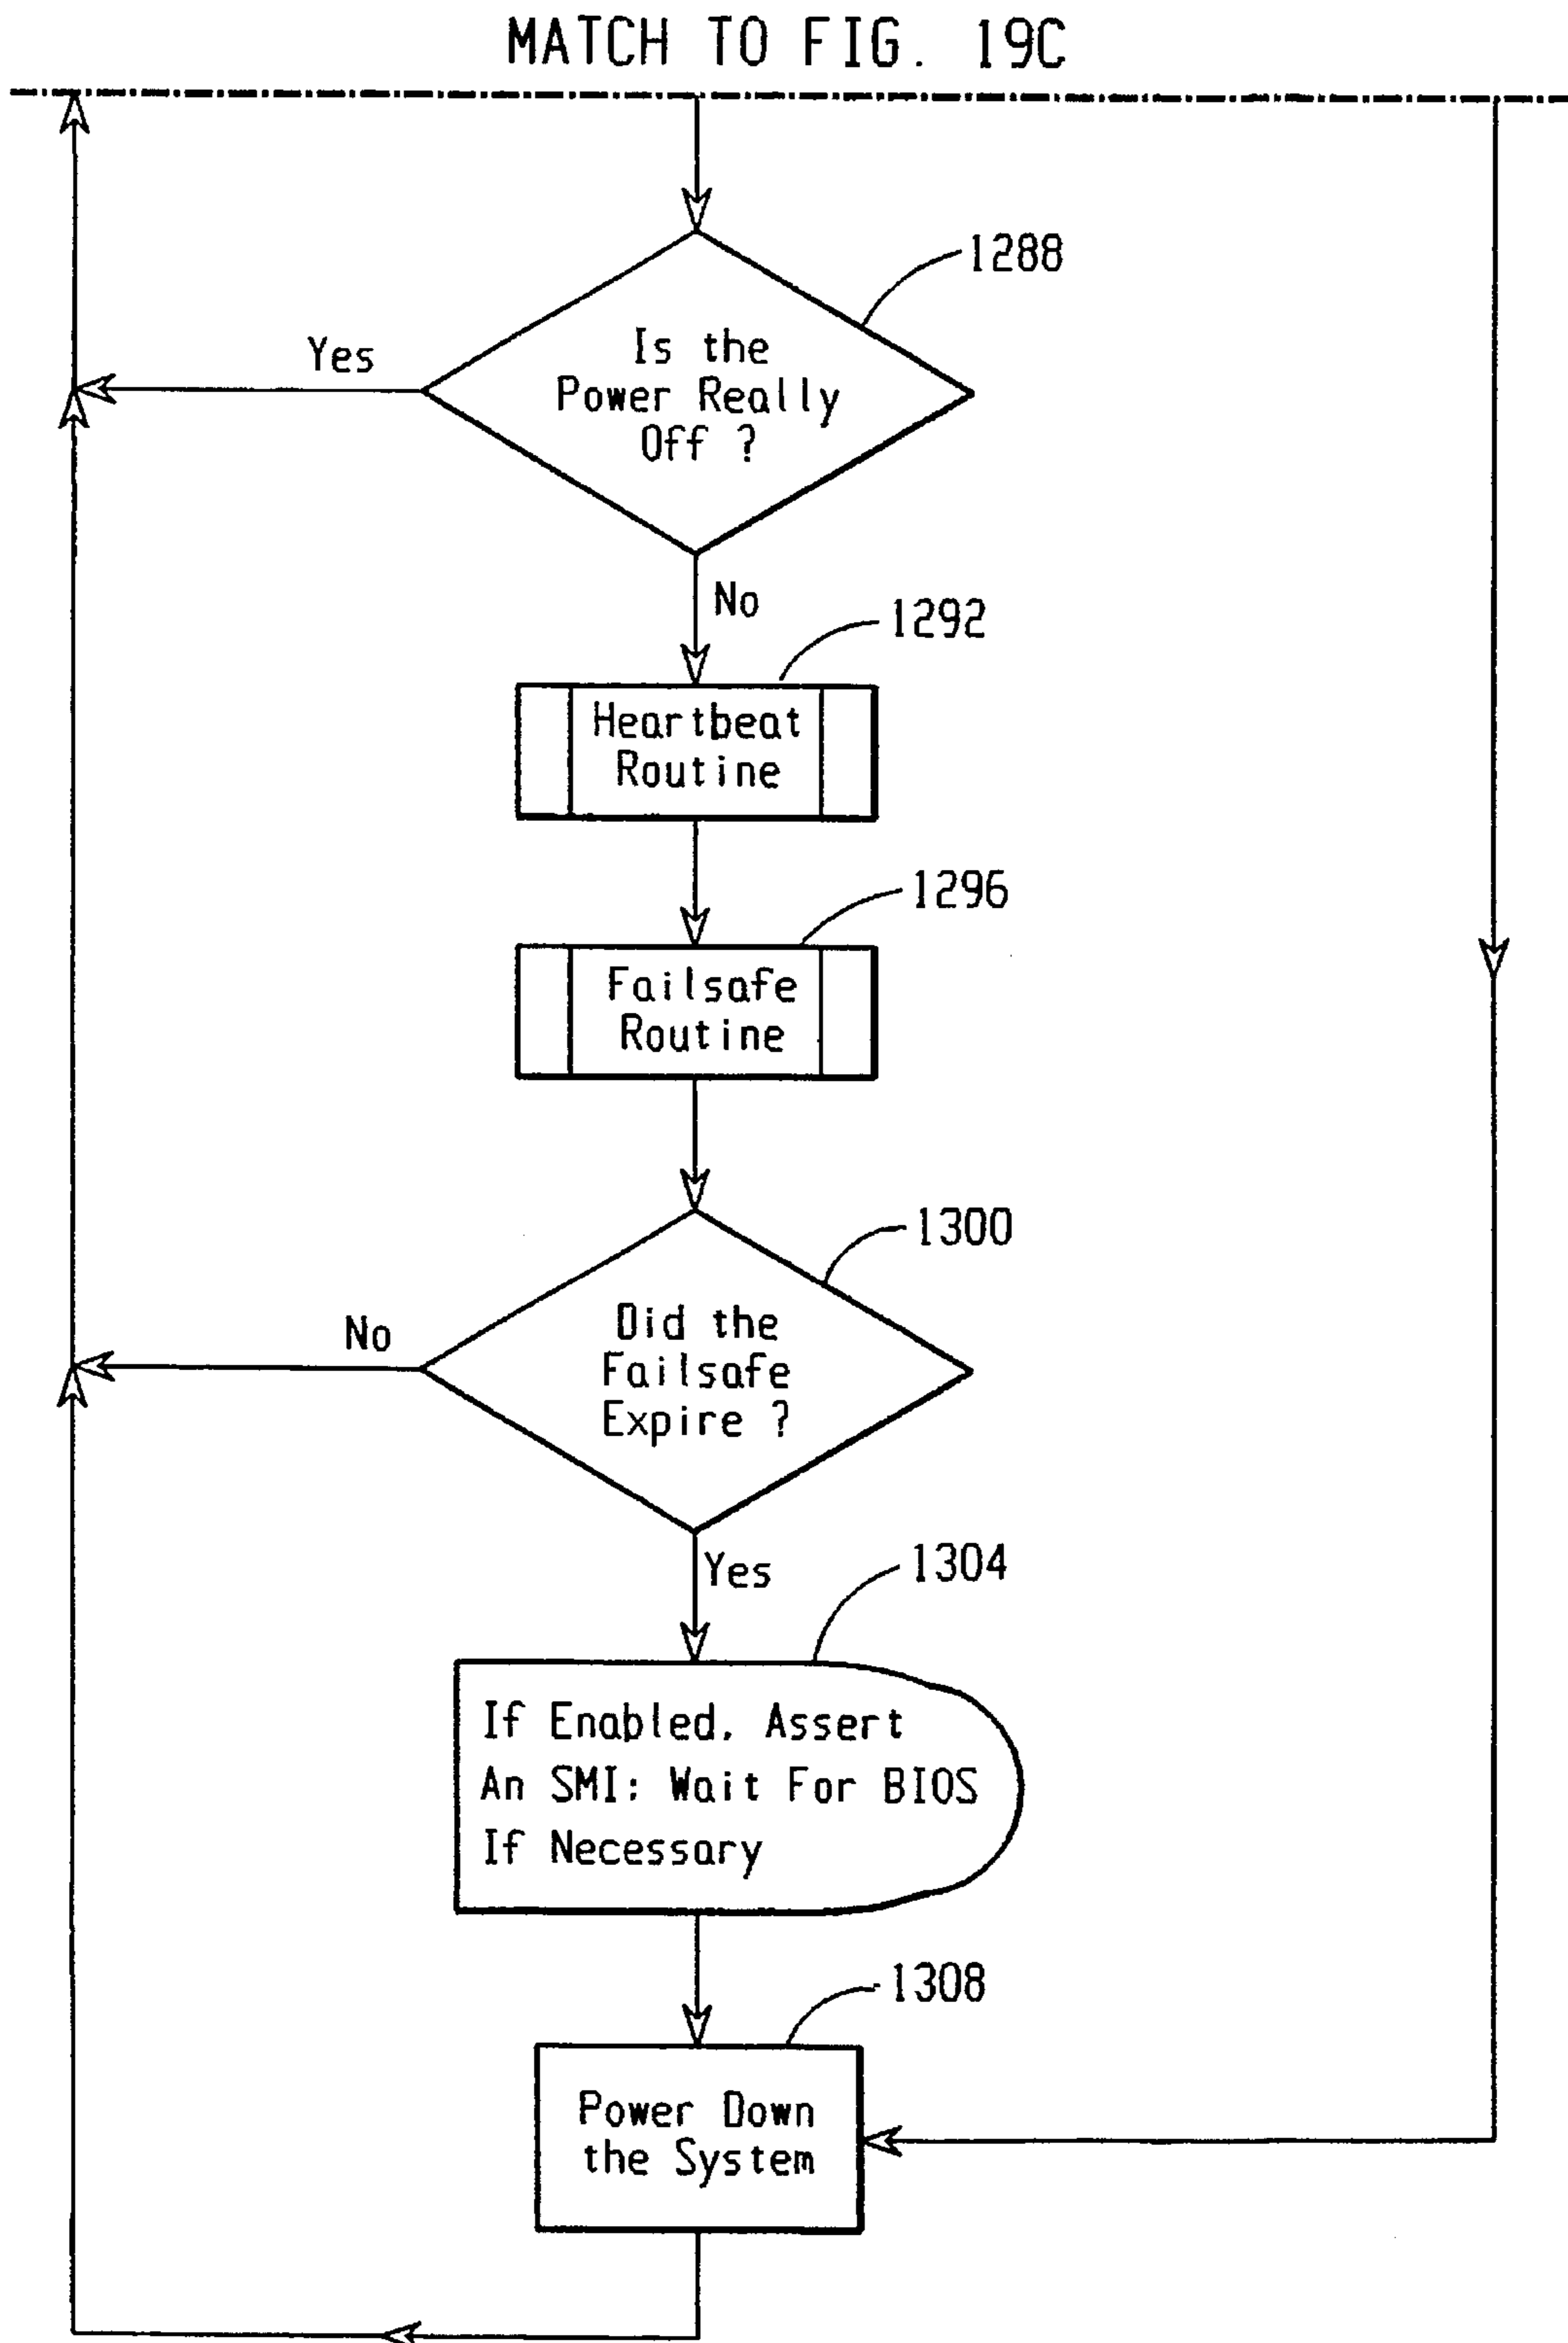 MATCH TO FIG. 19C
1288
Is the
Power Really
Off ?
Yes
No
1292
Heartbeat
Routine
1296
Failsafe
Routine
1300
Did the
Failsafe
Expire ?
No
Yes
1304
If Enabled, Assert
An SMI: Wait For BIOS
If Necessary
1308
Power Down
the System